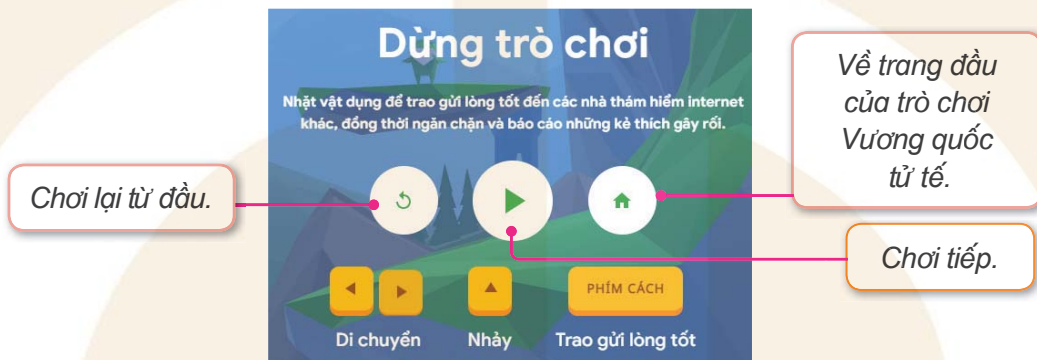 Dừng trò chơi
Nhặt vật dụng để trao gửi lòng tốt đến các nhà thám hiểm internet
khác, đồng thời ngăn chặn và báo cáo những kẻ thích gây rối.
Chơi lại từ đầu.
Về trang đầu
của trò chơi
Vương quốc
tử tế.
Chơi tiếp.
PHÍM CÁCH
Di chuyển
Nhảy
Trao gửi lòng tốt